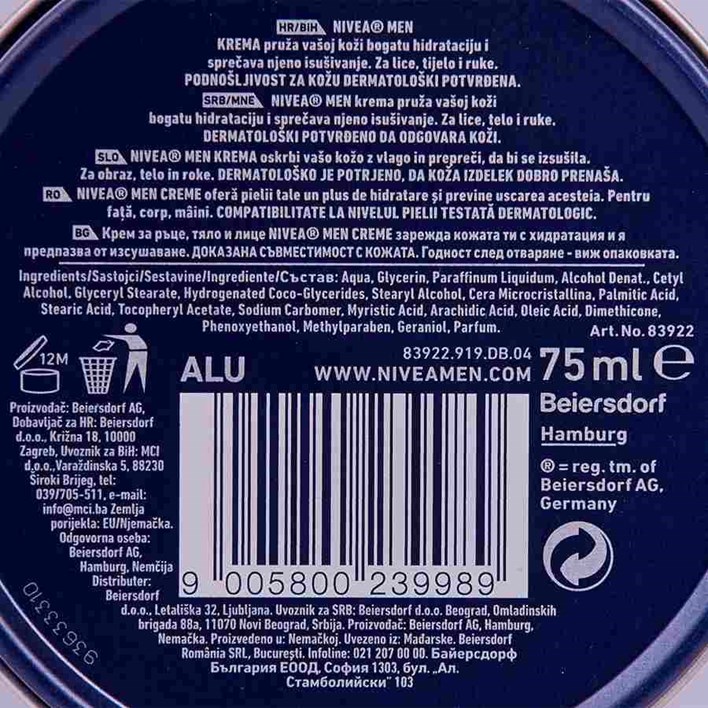 HR/BIH NIVEA® MEN
KREMA pruža vašoj koži bogatu hidrataciju i
sprečava njeno isušivanje. Za lice, tijelo i ruke.
PODNOŠLJIVOST ZA KOŽU DERMATOLOŠKI POTVRĐENA.
SRB/MNE NIVEA® MEN krema pruža vašoj koži
bogatu hidrataciju i sprečava njeno isušivanje. Za lice, telo i ruke.
DERMATOLOŠKI POTVRĐENO DA ODGOVARA KOŽI.
SLO NIVEA® MEN KREMA oskrbi vašo kožo z vlago in prepreči, da bi se izsušila.
Za obraz, telo in roke. DERMATOLOŠKO JE POTRJENO, DA KOŽA IZDELEK DOBRO PRENAŠA.
RO NIVEA® MEN CREME oferă pielii tale un plus de hidratare şi previne uscarea acesteia. Pentru
faţă, corp, mâini. COMPATIBILITATE LA NIVELUL PIELII TESTATĂ DERMATOLOGIC.
BG Крем за ръце, тяло и лице NIVEA® MEN CREME зарежда кожата ти с хидратация и я
предпазва от изсушаване. ДОКАЗАНА СЪВМЕСТИМОСТ С КОЖАТА. Годност след отваряне - виж опаковката.
Ingredients/Sastojci/Sestavine/Ingrediente/Състав: Aqua, Glycerin, Paraffinum Liquidum, Alcohol Denat., Cetyl
Alcohol, Glyceryl Stearate, Hydrogenated Coco-Glycerides, Stearyl Alcohol, Cera Microcristallina, Palmitic Acid,
Stearic Acid, Tocopheryl Acetate, Sodium Carbomer, Myristic Acid, Arachidic Acid, Oleic Acid, Dimethicone,
Phenoxyethanol, Methylparaben, Geraniol, Parfum.
Art.No.83922
12M
ALU
83922.919.DB.04
WWW.NIVEAMEN.COM
75ml e
Beiersdorf
Hamburg
® = reg. tm. of
Beiersdorf AG,
Germany
Proizvođač: Beiersdorf AG,
Dobavljač za HR: Beiersdorf
d.o.o., Križna 18, 10000
Zagreb, Uvoznik za BiH: MCI
d.o.o.,Varaždinska 5, 88230
Široki Brijeg, tel:
039/705-511, e-mail:
info@mci.ba Zemlja
porijekla: EU/Njemačka.
Odgovorna oseba:
Beiersdorf AG,
Hamburg, Nemčija
Distributer:
Beiersdorf
d.o.o., Letališka 32, Ljubljana. Uvoznik za SRB: Beiersdorf d.o.o. Beograd, Omladinskih
brigada 88a, 11070 Novi Beograd, Srbija. Proizvođač: Beiersdorf AG, Hamburg,
Nemačka. Proizvedeno u: Nemačkoj. Uvezeno iz: Mađarske. Beiersdorf
România SRL, Bucureşti. Infoline: 021 207 00 00. Байерсдорф
България ЕООД, София 1303, бул. "Ал.
Стамболийски" 103
9 005800 239989
93633310